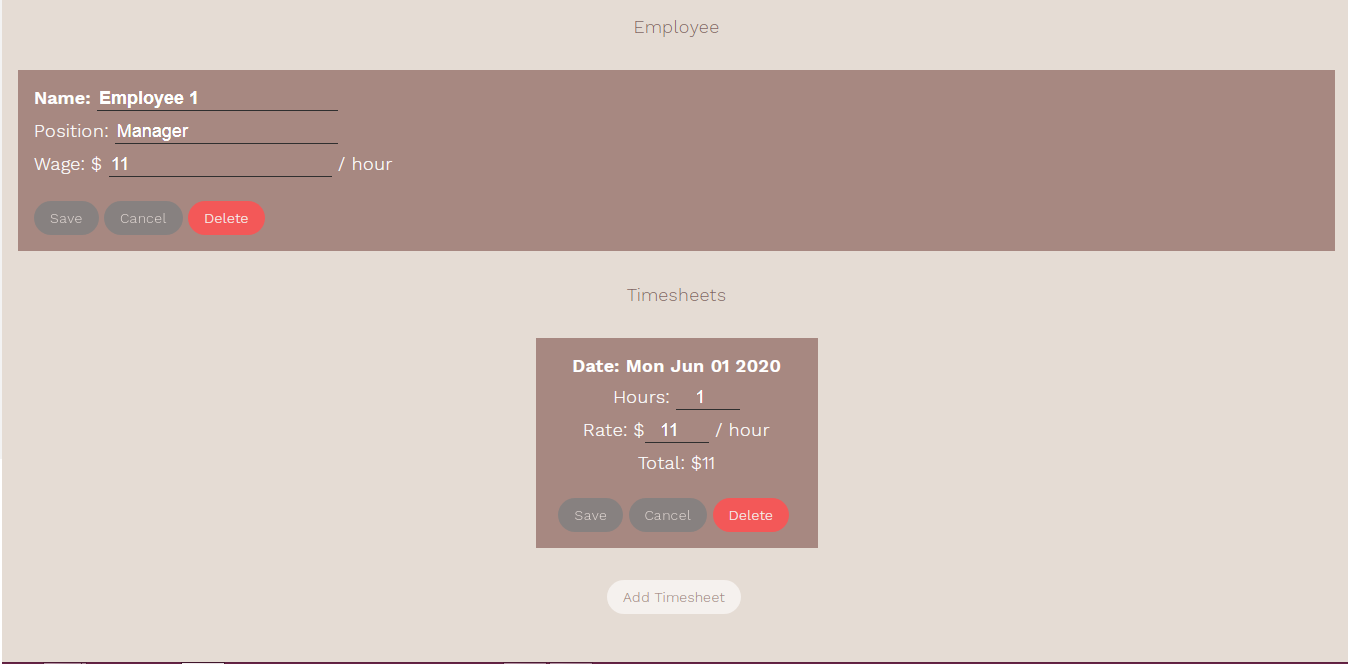 Employee
Name: Employee 1
Position: Manager
Wage: $ 11 / hour
Save Cancel Delete
Timesheets
Date: Mon Jun 01 2020
Hours: 1
Rate: $ 11 / hour
Total: $11
Save Cancel Delete
Add Timesheet